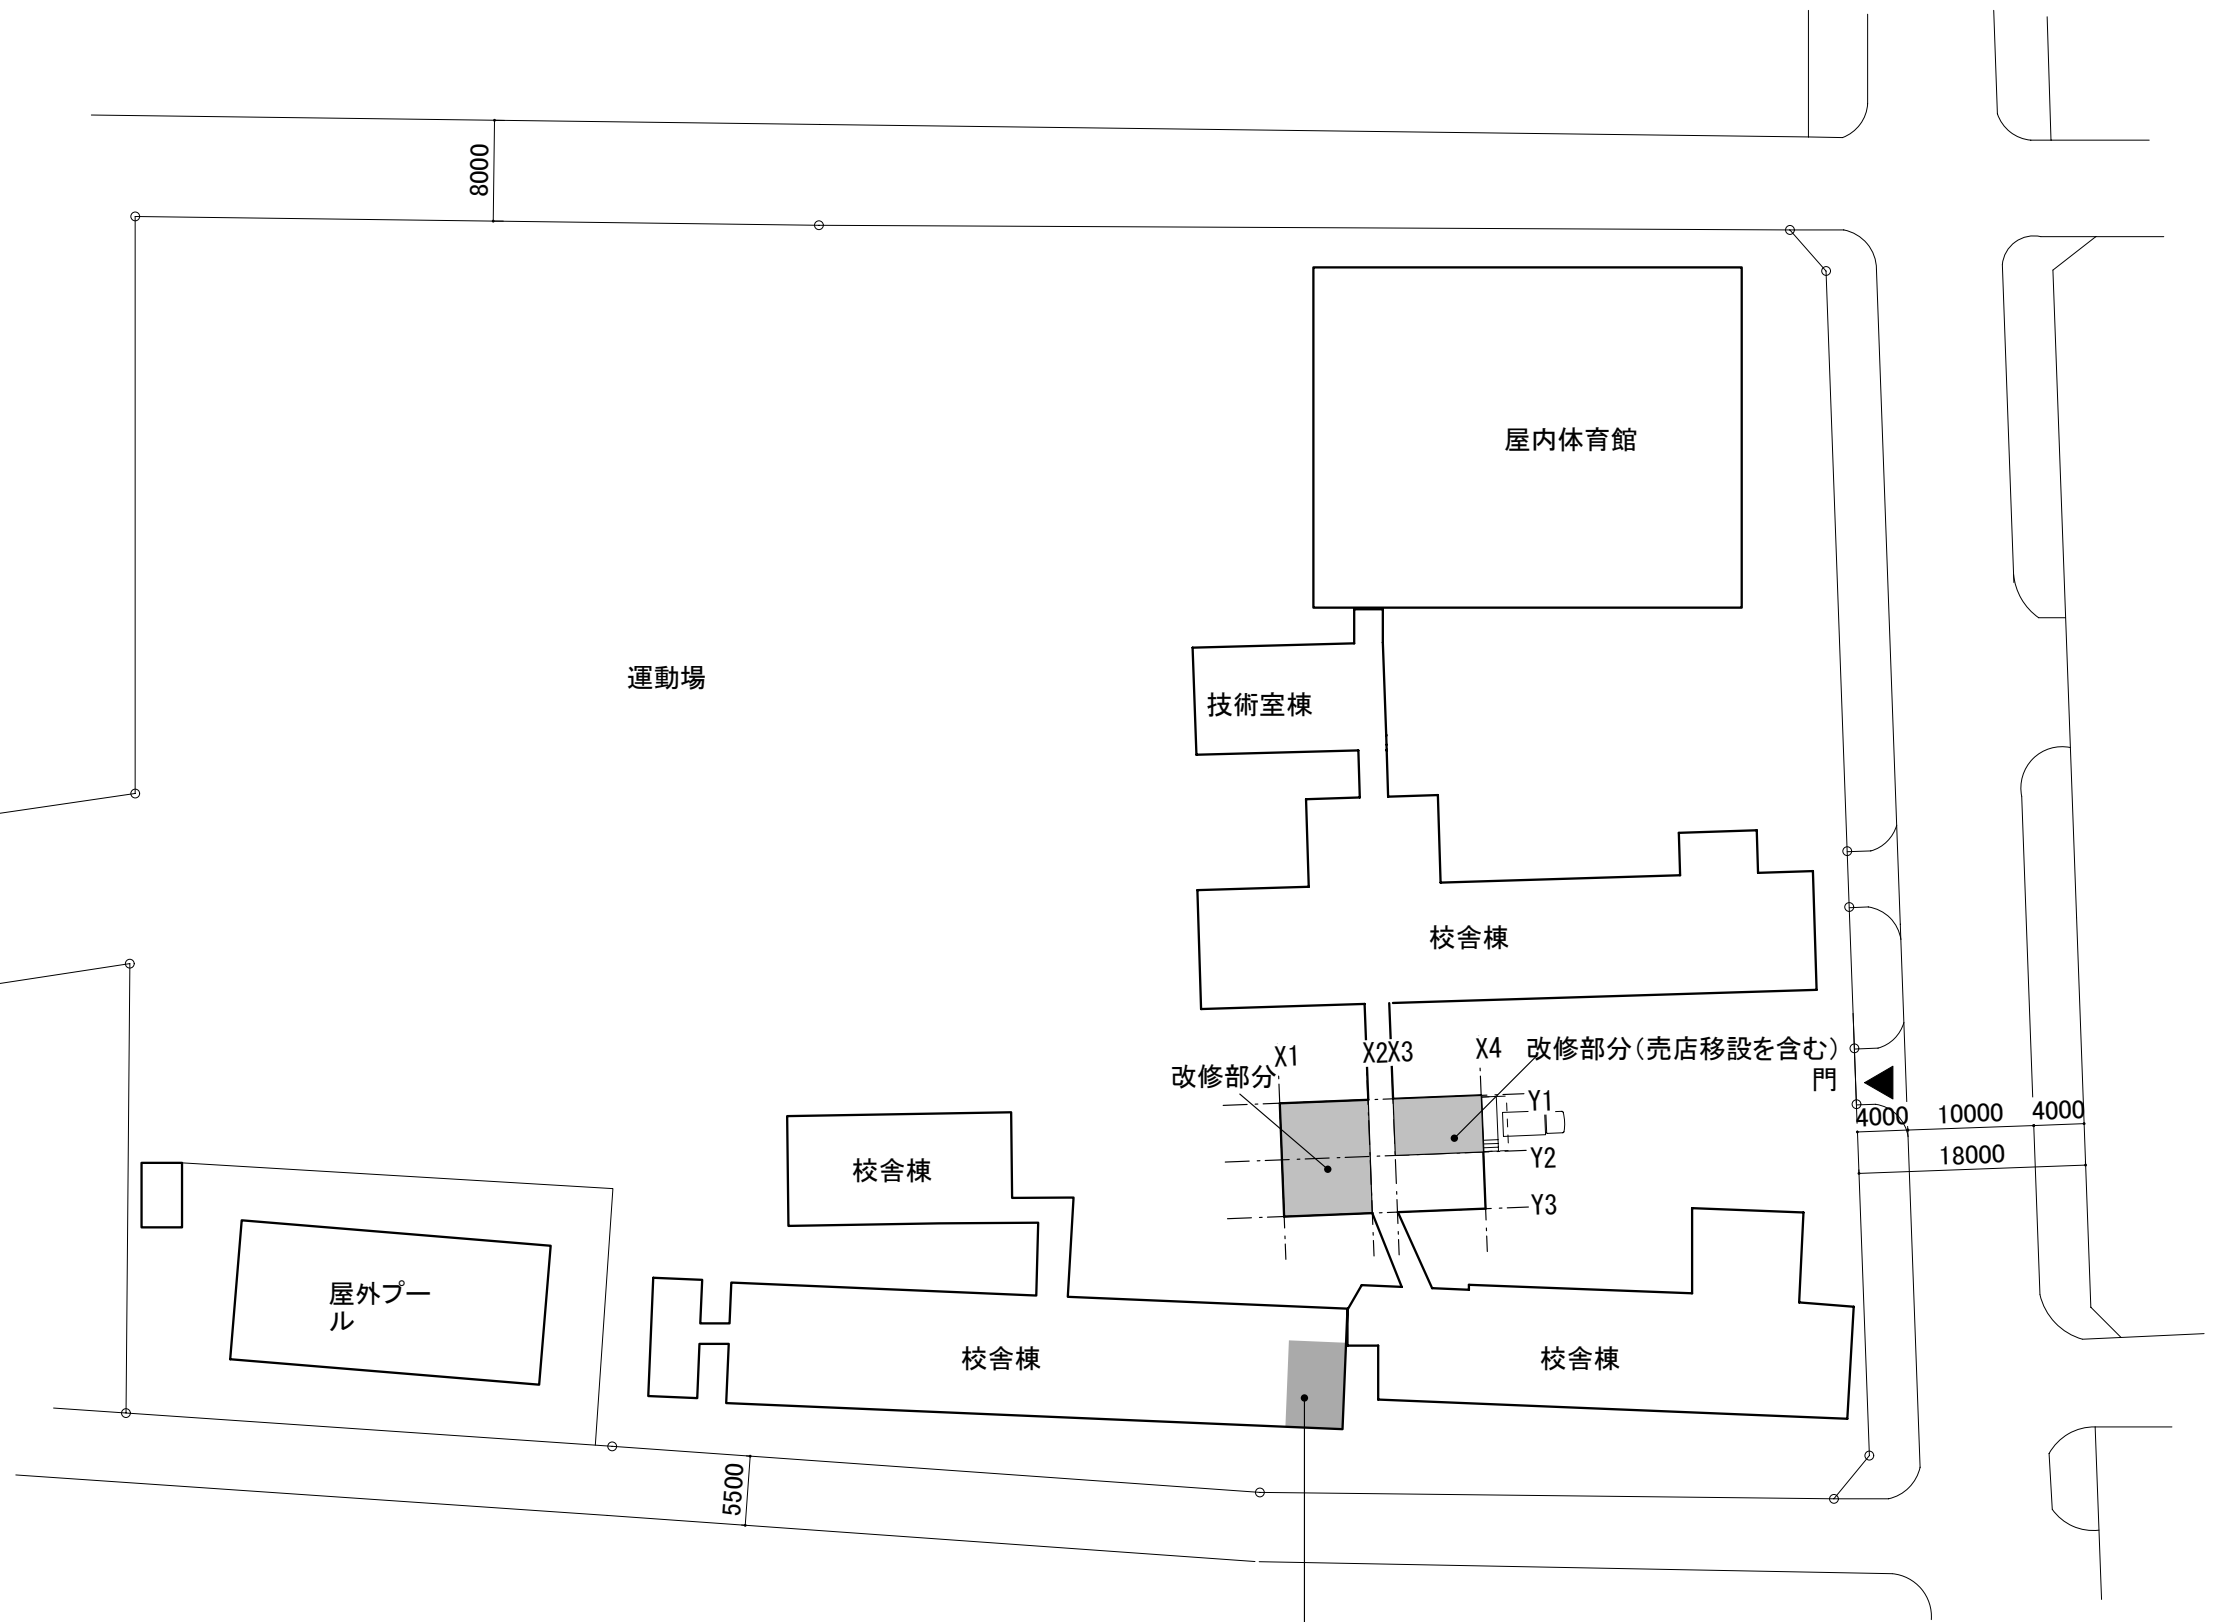 8000
屋内体育館
運動場
技術室棟
校舎棟
X1
X2
X3
X4
改修部分(売店移設を含む)
改修部分
門
Y1
4000
10000
4000
Y2
18000
校舎棟
Y3
屋外プー
ル
校舎棟
校舎棟
5500